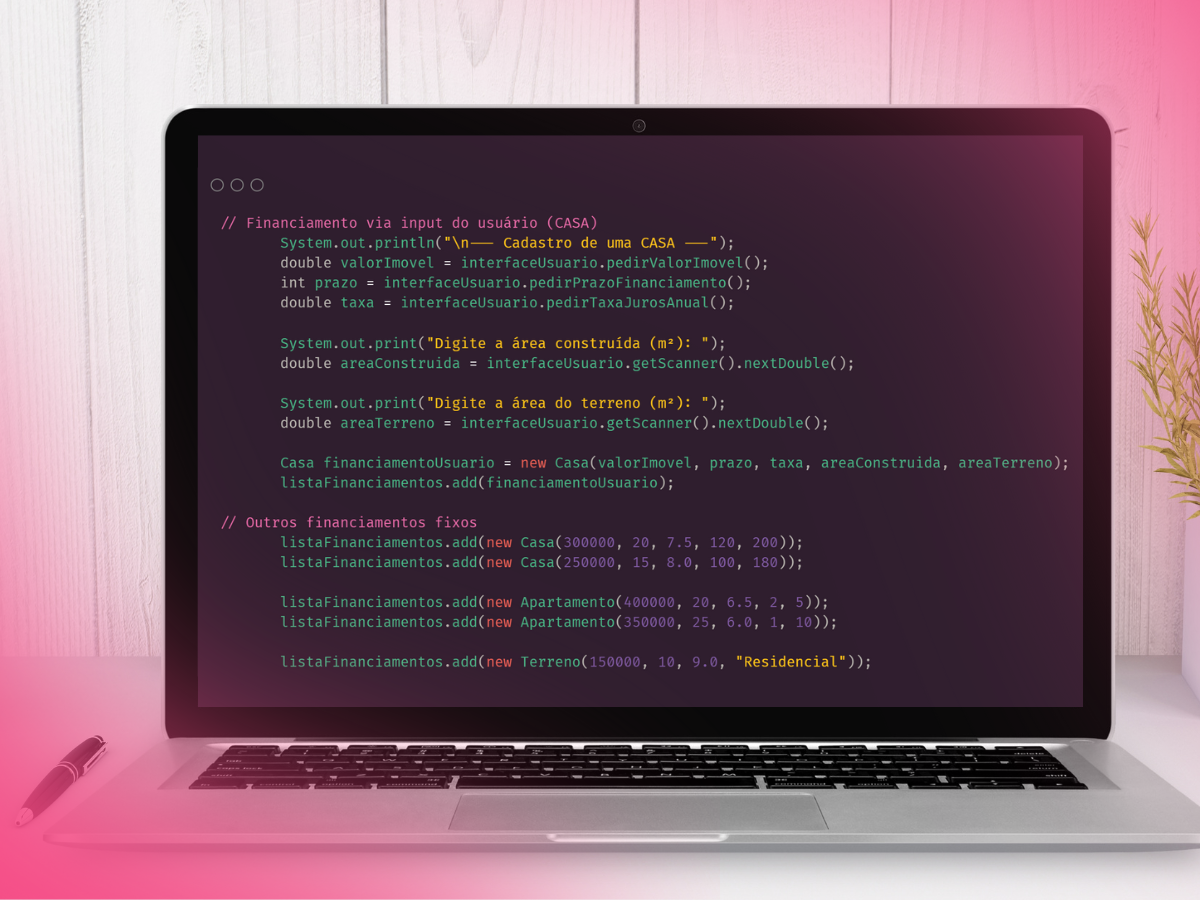 // Financiamento via input do usuário (CASA)
System.out.println("\n--- Cadastro de uma CASA ---");
double valorImovel = interfaceUsuario.pedirValorImovel();
int prazo = interfaceUsuario.pedirPrazoFinanciamento();
double taxa = interfaceUsuario.pedirTaxaJurosAnual();
System.out.print("Digite a área construída (m²): ");
double areaConstruida = interfaceUsuario.getScanner().nextDouble();
System.out.print("Digite a área do terreno (m²): ");
double areaTerreno = interfaceUsuario.getScanner().nextDouble();
Casa financiamentoUsuario = new Casa(valorImovel, prazo, taxa, areaConstruida, areaTerreno);
listaFinanciamentos.add(financiamentoUsuario);
// Outros financiamentos fixos
listaFinanciamentos.add(new Casa(300000, 20, 7.5, 120, 200));
listaFinanciamentos.add(new Casa(250000, 15, 8.0, 100, 180));
listaFinanciamentos.add(new Apartamento(400000, 20, 6.5, 2, 5));
listaFinanciamentos.add(new Apartamento(350000, 25, 6.0, 1, 10));
listaFinanciamentos.add(new Terreno(150000, 10, 9.0, "Residencial"));